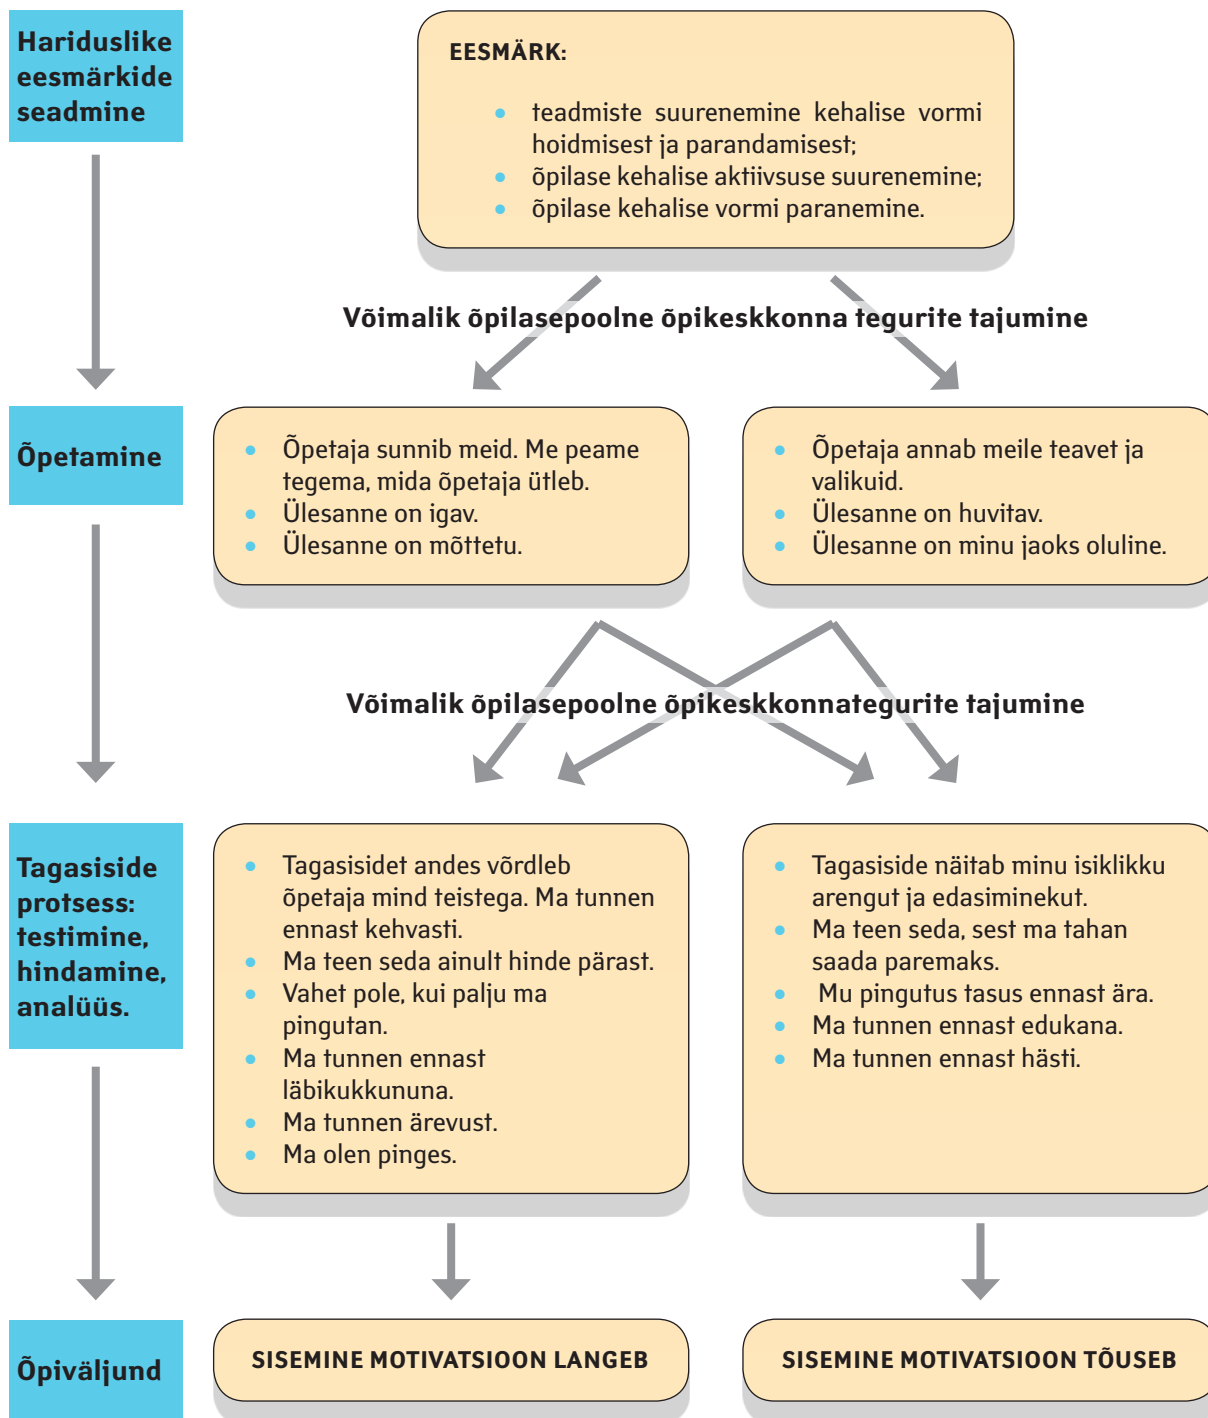 Hariduslike
eesmärkide
seadmine
EESMÄRK:
• teadmiste suurenemine kehalise vormi
hoidmisest ja parandamisest;
• õpilase kehalise aktiivsuse suurenemine;
• õpilase kehalise vormi paranemine.
Võimalik õpilasepoolne õpikeskkonna tegurite tajumine
Õpetamine
• Õpetaja sunnib meid. Me peame
tegema, mida õpetaja ütleb.
• Ülesanne on igav.
• Ülesanne on mõttetu.
• Õpetaja annab meile teavet ja
valikuid.
• Ülesanne on huvitav.
• Ülesanne on minu jaoks oluline.
Võimalik õpilasepoolne õpikeskkonnategurite tajumine
Tagasiside
protsess:
testimine,
hindamine,
analüüs.
• Tagasisidet andes võrdleb
õpetaja mind teistega. Ma tunnen
ennast kehvasti.
• Ma teen seda ainult hinde pärast.
• Vahet pole, kui palju ma
pingutan.
• Ma tunnen ennast
läbikukkununa.
• Ma tunnen ärevust.
• Ma olen pinges.
• Tagasiside näitab minu isiklikku
arengut ja edasiminekut.
• Ma teen seda, sest ma tahan
saada paremaks.
• Mu pingutus tasus ennast ära.
• Ma tunnen ennast edukana.
• Ma tunnen ennast hästi.
Õpiväljund
SISEMINE MOTIVATSIOON LANGEB
SISEMINE MOTIVATSIOON TÕUSEB